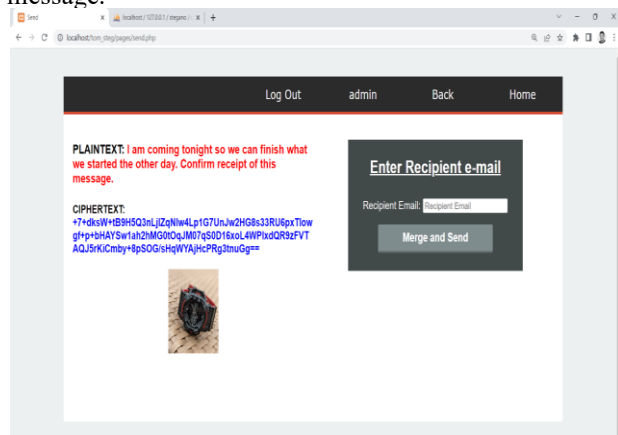 message.
Send
localhost / 127.0.0.1 / stegano /
localhost/tom_steg/pages/send.php
Log Out admin Back Home
PLAINTEXT: I am coming tonight so we can finish what
we started the other day. Confirm receipt of this
message.
CIPHERTEXT:
+7+dksW+tB9H5Q3nLjlZqNlw4Lp1G7UnJw2HG8s33RU6pxTlow
gf+p+bHAYSw1ah2hMG0tOqJM07qS0D16xoL4WPlxdQR9zFVT
AQJ5rKiCmby+8pSOG/sHqWYAjHcPRg3tnuGg==
Enter Recipient e-mail
Recipient Email: Recipient Email
Merge and Send